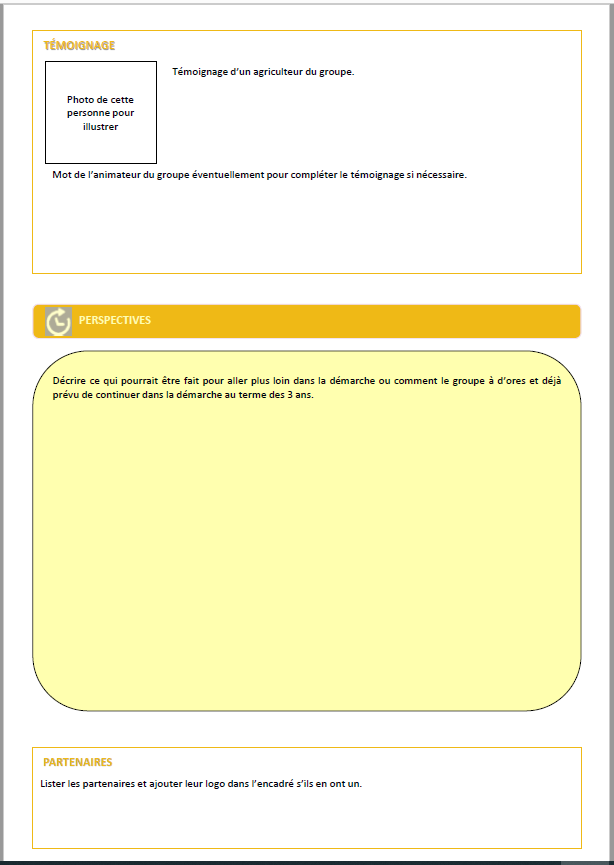 TÉMOIGNAGE
Témoignage d'un agriculteur du groupe.
Photo de cette
personne pour
illustrer
Mot de l'animateur du groupe éventuellement pour compléter le témoignage si nécessaire.
PERSPECTIVES
Décrire ce qui pourrait être fait pour aller plus loin dans la démarche ou comment le groupe à d'ores et déjà
prévu de continuer dans la démarche au terme des 3 ans.
PARTENAIRES
Lister les partenaires et ajouter leur logo dans l'encadré s'ils en ont un.